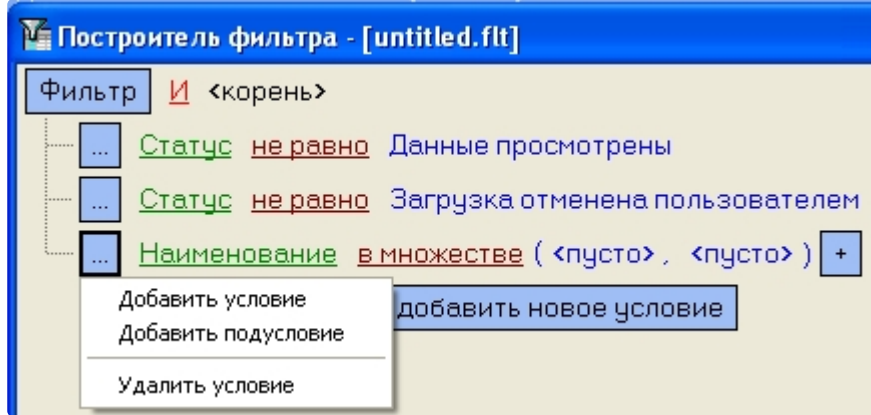 Построитель фильтра - [untitled.flt]
Фильтр И <корень>
... Статус не равно Данные просмотрены
... Статус не равно Загрузка отменена пользователем
... Наименование в множестве ( <пусто> , <пусто> ) +
Добавить условие
добавить новое условие
Добавить подусловие
Удалить условие